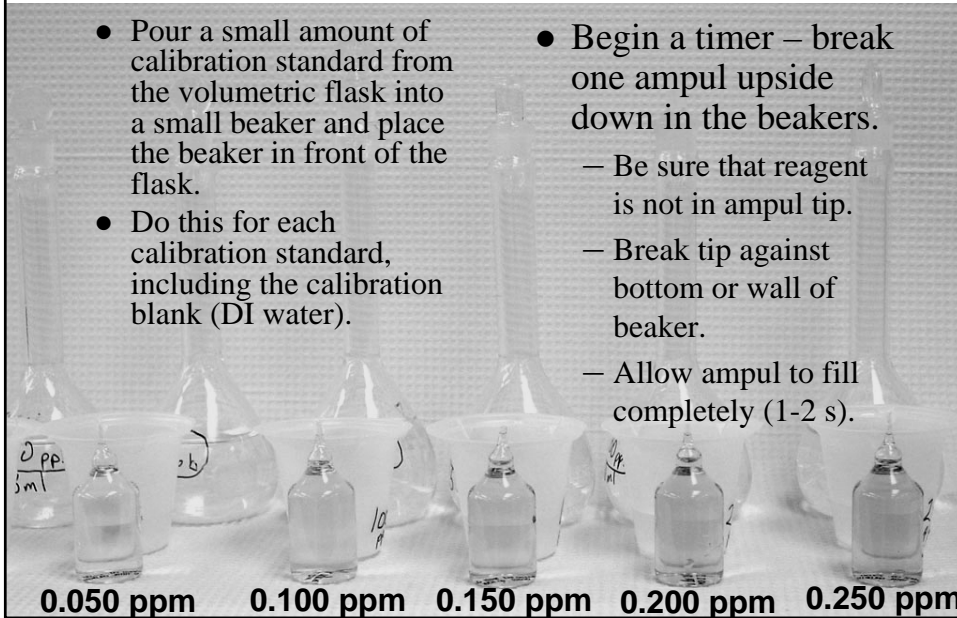 ● Pour a small amount of
calibration standard from
the volumetric flask into
a small beaker and place
the beaker in front of the
flask.
● Do this for each
calibration standard,
including the calibration
blank (DI water).
● Begin a timer – break
one ampul upside
down in the beakers.
– Be sure that reagent
is not in ampul tip.
– Break tip against
bottom or wall of
beaker.
– Allow ampul to fill
completely (1-2 s).
0.050 ppm 0.100 ppm 0.150 ppm 0.200 ppm 0.250 ppm